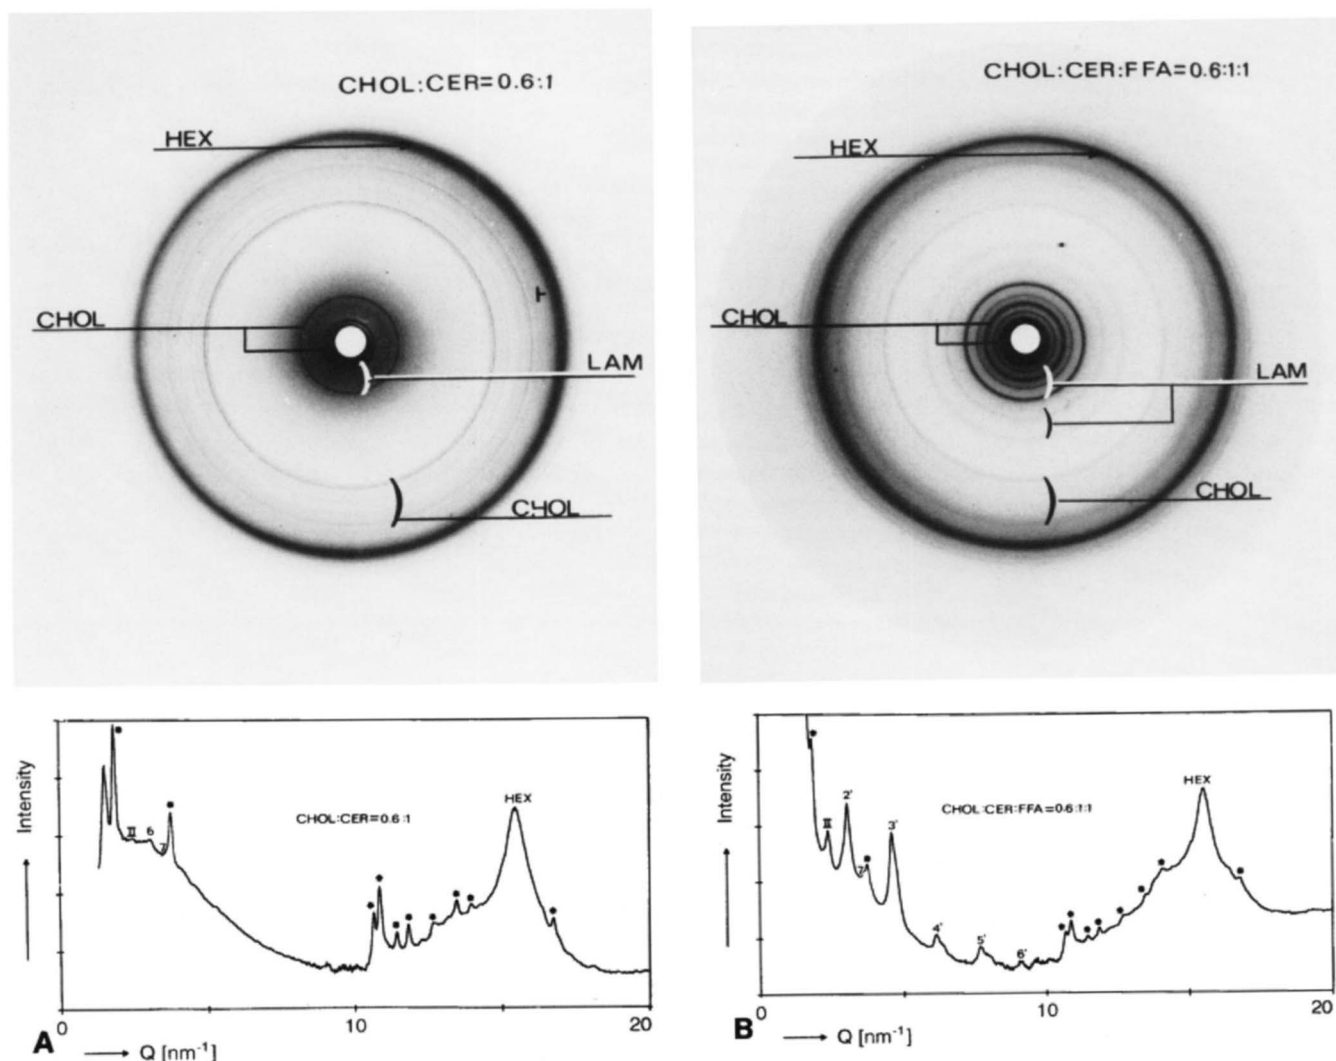 CHOL:CER=0.6:1
HEX
CHOL
LAM
CHOL
CHOL:CER:FFA=0.6:1:1
HEX
CHOL
LAM
CHOL
Intensity
II
6
7
CHOL:CER=0.6:1
HEX
0
10
20
A
Q [nm⁻¹]
Intensity
II
2'
7
3'
4'
5'
6'
CHOL:CER:FFA=0.6:1:1
HEX
0
10
20
B
Q [nm⁻¹]